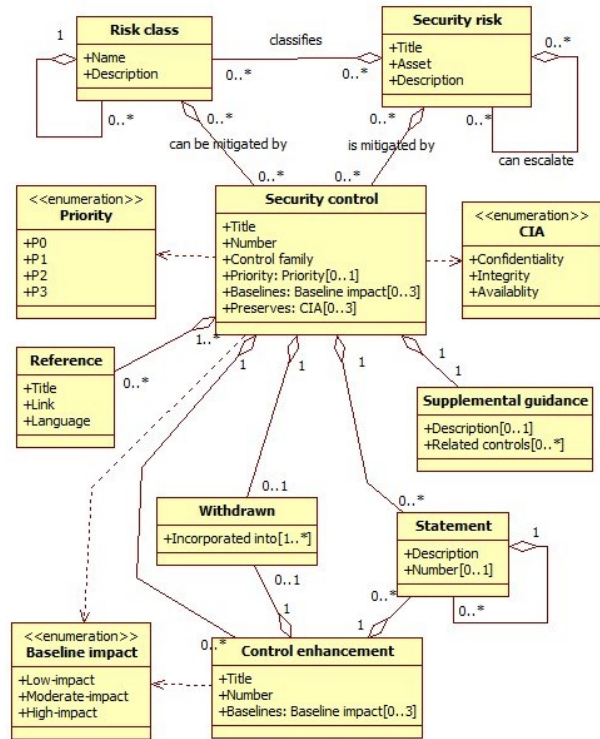 Risk class
+Name
+Description
1
0..*
classifies
0..*
0..*
Security risk
+Title
+Asset
+Description
0..*
0..*
can escalate
0..*
can be mitigated by
0..*
0..*
is mitigated by
0..*
<<enumeration>>
Priority
+P0
+P1
+P2
+P3
Security control
+Title
+Number
+Control family
+Priority: Priority[0..1]
+Baselines: Baseline impact[0..3]
+Preserves: CIA[0..3]
<<enumeration>>
CIA
+Confidentiality
+Integrity
+Availablity
1..*
0..*
1
1
1
1
1
Reference
+Title
+Link
+Language
Supplemental guidance
+Description[0..1]
+Related controls[0..*]
0..1
Withdrawn
+Incorporated into[1..*]
0..1
1
0..*
Statement
+Description
+Number[0..1]
1
0..*
0..*
1
<<enumeration>>
Baseline impact
+Low-impact
+Moderate-impact
+High-impact
0..*
Control enhancement
+Title
+Number
+Baselines: Baseline impact[0..3]